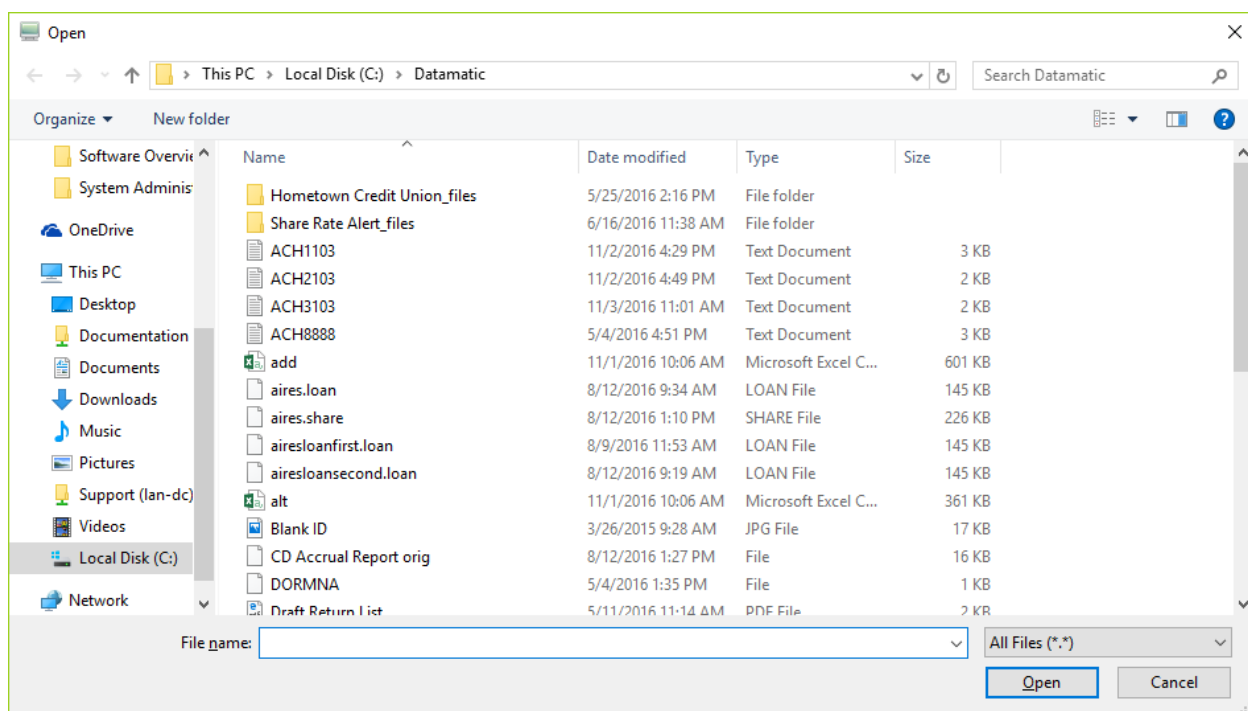 Open
This PC > Local Disk (C:) > Datamatic
Search Datamatic
Organize
New folder
Software Overvie
System Adminis
OneDrive
This PC
Desktop
Documentation
Documents
Downloads
Music
Pictures
Support (lan-dc)
Videos
Local Disk (C:)
Network
Name Date modified Type Size
Hometown Credit Union_files 5/25/2016 2:16 PM File folder
Share Rate Alert_files 6/16/2016 11:38 AM File folder
ACH1103 11/2/2016 4:29 PM Text Document 3 KB
ACH2103 11/2/2016 4:49 PM Text Document 2 KB
ACH3103 11/3/2016 11:01 AM Text Document 2 KB
ACH8888 5/4/2016 4:51 PM Text Document 3 KB
add 11/1/2016 10:06 AM Microsoft Excel C... 601 KB
aires.loan 8/12/2016 9:34 AM LOAN File 145 KB
aires.share 8/12/2016 1:10 PM SHARE File 226 KB
airesloanfirst.loan 8/9/2016 11:53 AM LOAN File 145 KB
airesloansecond.loan 8/12/2016 9:19 AM LOAN File 145 KB
alt 11/1/2016 10:06 AM Microsoft Excel C... 361 KB
Blank ID 3/26/2015 9:28 AM JPG File 17 KB
CD Accrual Report orig 8/12/2016 1:27 PM File 16 KB
DORMNA 5/4/2016 1:35 PM File 1 KB
Draft Return List 5/11/2016 11:14 AM PDF File 2 KB
File name:
All Files (*.*)
Open
Cancel